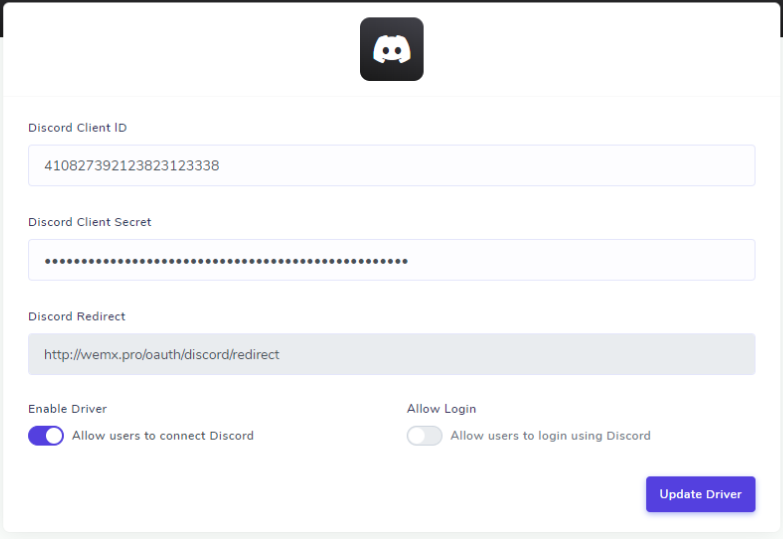 Discord Client ID
410827392123823123338
Discord Client Secret
••••••••••••••••••••••••••••••••••••••••••••••••••
Discord Redirect
http://wemx.pro/oauth/discord/redirect
Enable Driver
Allow users to connect Discord
Allow Login
Allow users to login using Discord
Update Driver